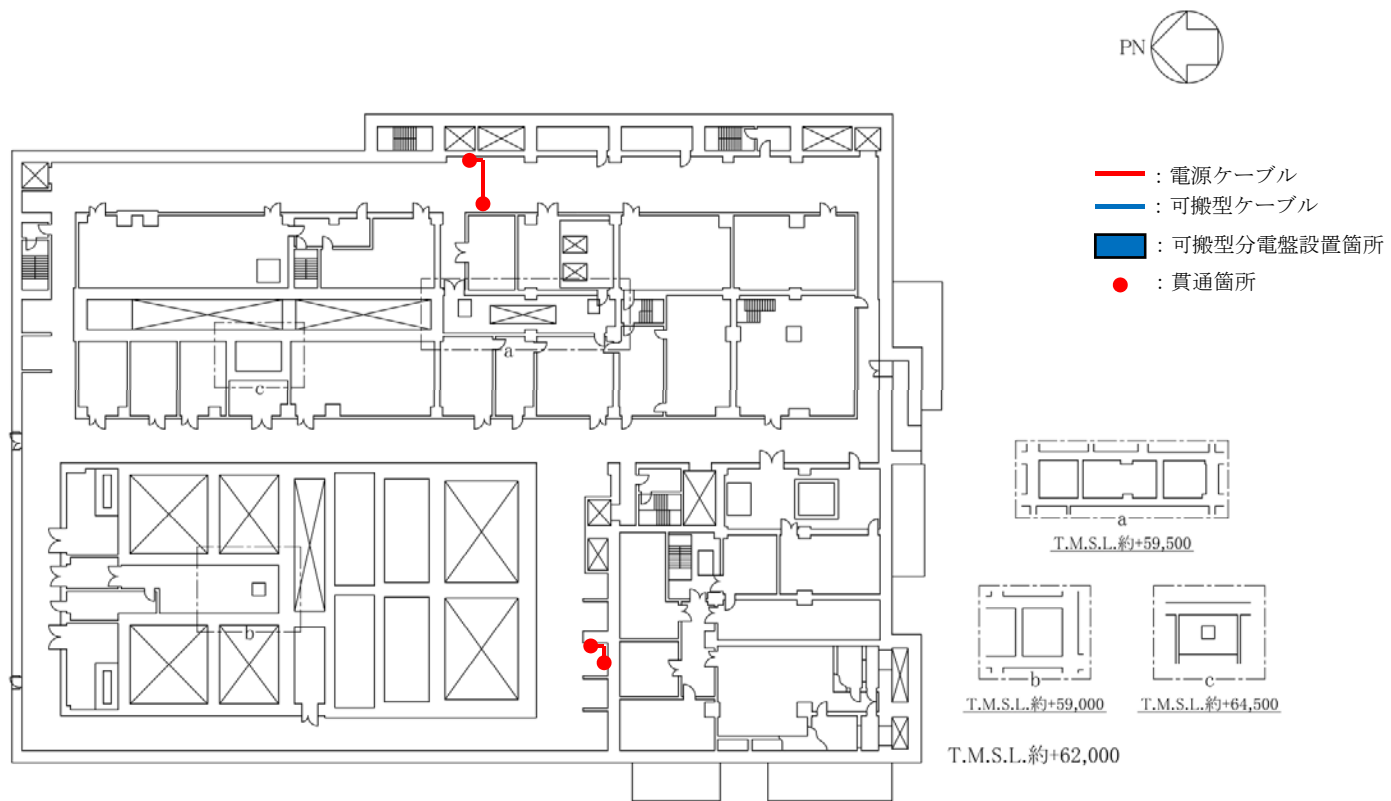 PN
：電源ケーブル
：可搬型ケーブル
：可搬型分電盤設置箇所
：貫通箇所
a
c
b
a
T.M.S.L.約+59,500
b
T.M.S.L.約+59,000
c
T.M.S.L.約+64,500
T.M.S.L.約+62,000